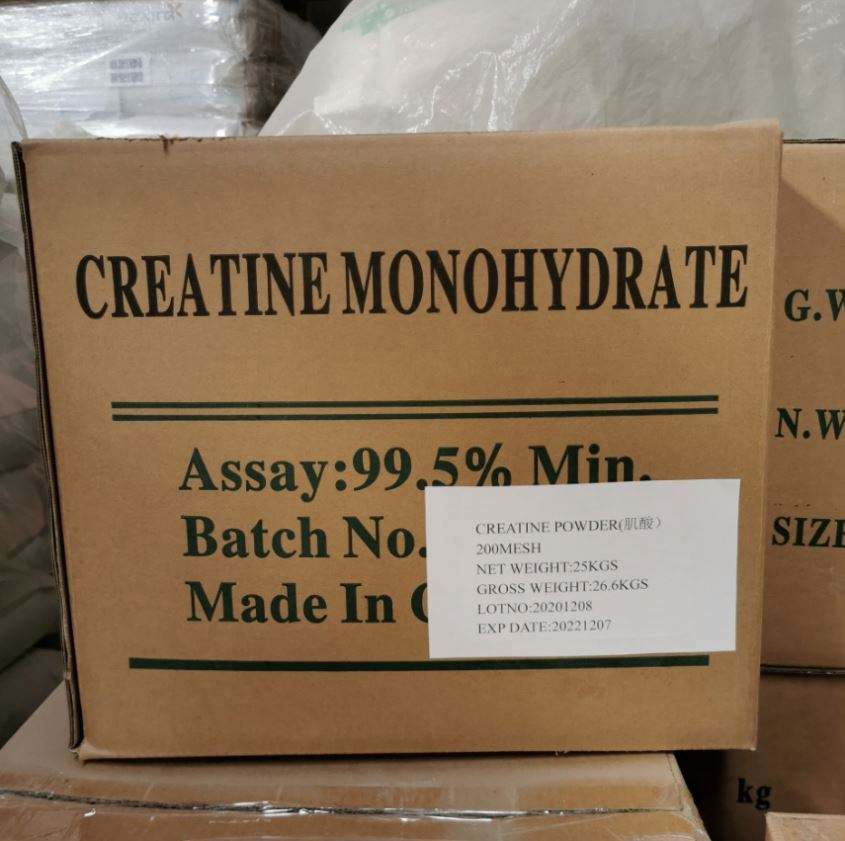 CREATINE MONOHYDRATE
Assay:99.5% Min.
Batch No.
Made In
CREATINE POWDER(肌酸）
200MESH
NET WEIGHT:25KGS
GROSS WEIGHT:26.6KGS
LOTNO:20201208
EXP DATE:20221207
G.W
N.W
SIZE
kg